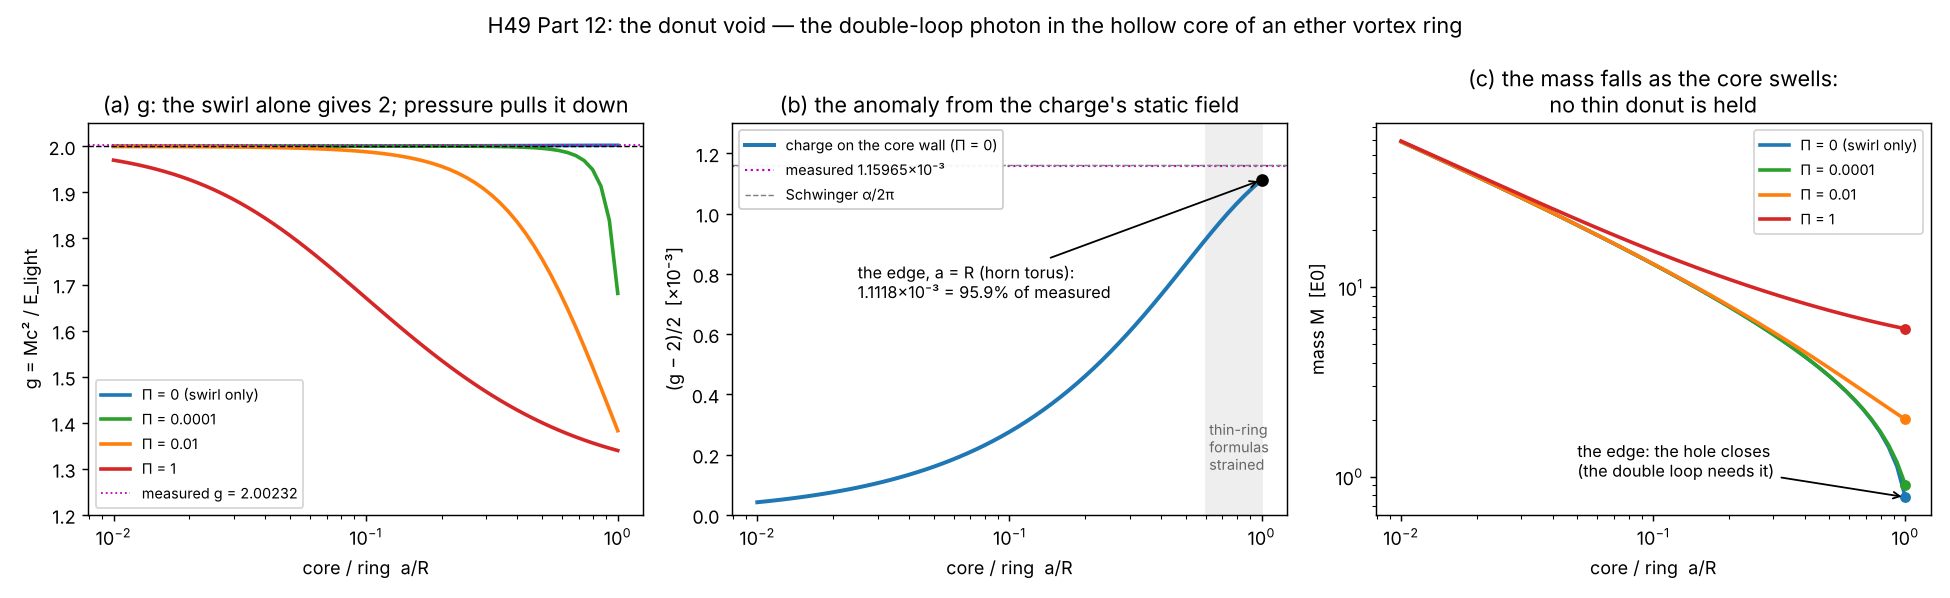 H49 Part 12: the donut void — the double-loop photon in the hollow core of an ether vortex ring
(a) g: the swirl alone gives 2; pressure pulls it down
g = Mc² / E_light
2.0
1.9
1.8
1.7
1.6
1.5
1.4
1.3
1.2
Π = 0 (swirl only)
Π = 0.0001
Π = 0.01
Π = 1
measured g = 2.00232
10⁻²
10⁻¹
10⁰
core / ring a/R
(b) the anomaly from the charge's static field
(g − 2)/2 [×10⁻³]
1.2
1.0
0.8
0.6
0.4
0.2
0.0
charge on the core wall (Π = 0)
measured 1.15965×10⁻³
Schwinger α/2π
the edge, a = R (horn torus):
1.1118×10⁻³ = 95.9% of measured
thin-ring
formulas
strained
10⁻²
10⁻¹
10⁰
core / ring a/R
(c) the mass falls as the core swells:
no thin donut is held
mass M [E0]
10¹
10⁰
Π = 0 (swirl only)
Π = 0.0001
Π = 0.01
Π = 1
the edge: the hole closes
(the double loop needs it)
10⁻²
10⁻¹
10⁰
core / ring a/R